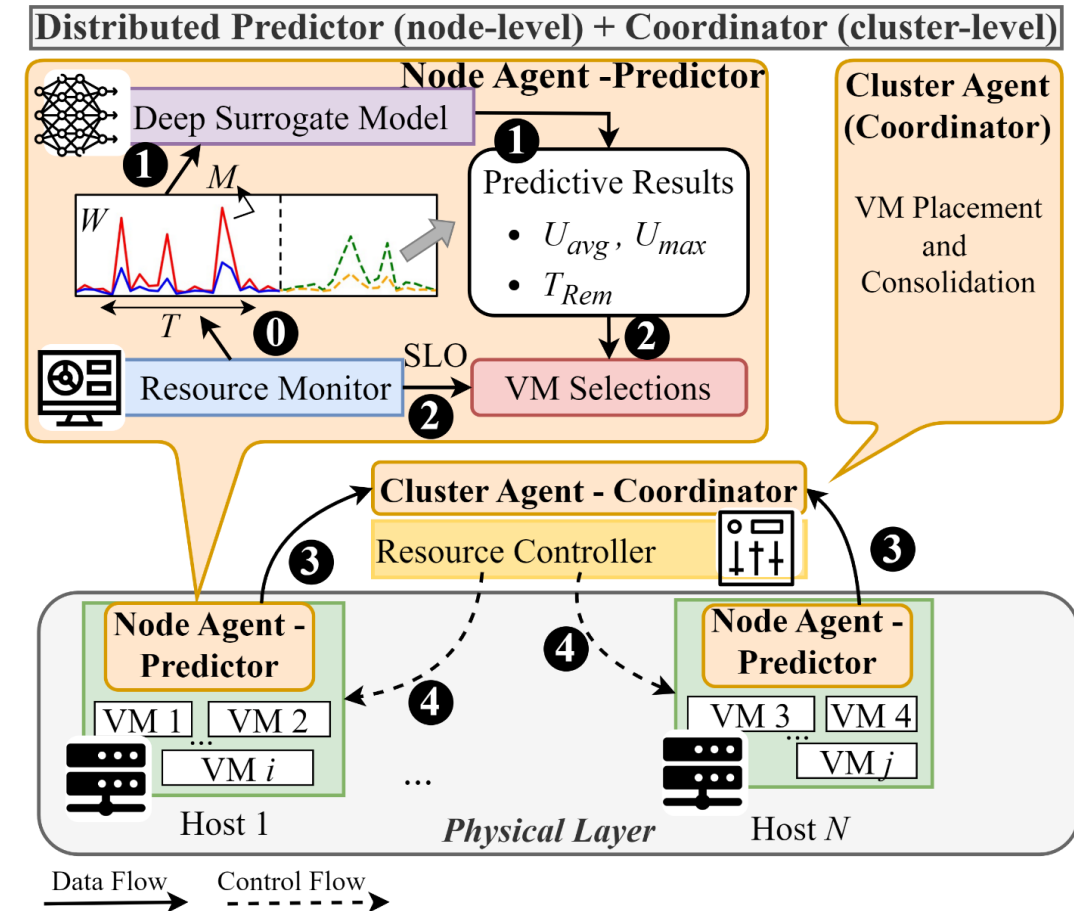 Distributed Predictor (node-level) + Coordinator (cluster-level)
Node Agent -Predictor
Deep Surrogate Model
1
1
M
W
T
0
Predictive Results
• U_avg, U_max
• T_Rem
2
SLO
Resource Monitor
2
VM Selections
Cluster Agent
(Coordinator)
VM Placement
and
Consolidation
Cluster Agent - Coordinator
Resource Controller
3
3
4
4
Node Agent -
Predictor
VM 1
VM 2
...
VM i
Host 1
...
Node Agent -
Predictor
VM 3
VM 4
...
VM j
Host N
Physical Layer
Data Flow
Control Flow